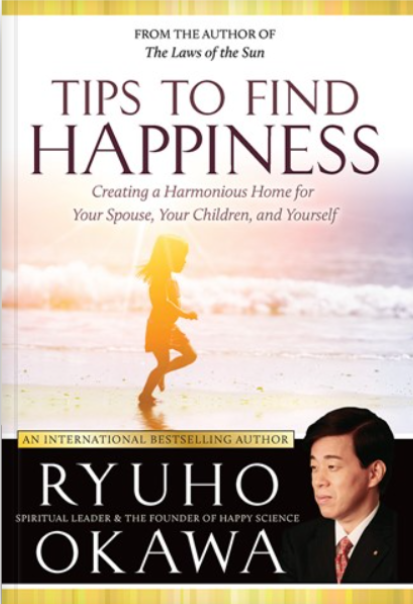 FROM THE AUTHOR OF
The Laws of the Sun
TIPS TO FIND
HAPPINESS
Creating a Harmonious Home for
Your Spouse, Your Children, and Yourself
AN INTERNATIONAL BESTSELLING AUTHOR
RYUHO
SPIRITUAL LEADER & THE FOUNDER OF HAPPY SCIENCE
OKAWA